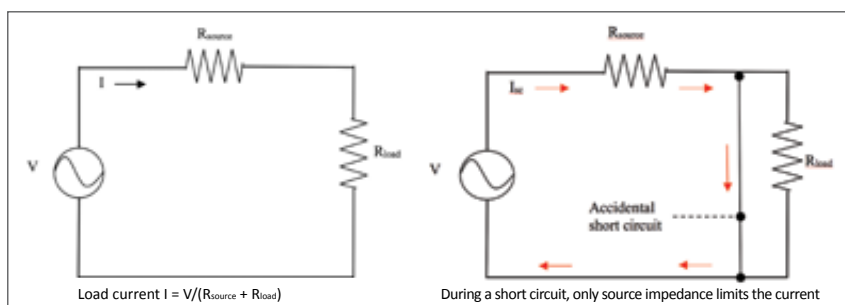 Rsource
I
V
Rload
Load current I = V/(Rsource + Rload)
Rsource
Isc
V
Rload
Accidental
short circuit
During a short circuit, only source impedance limits the current